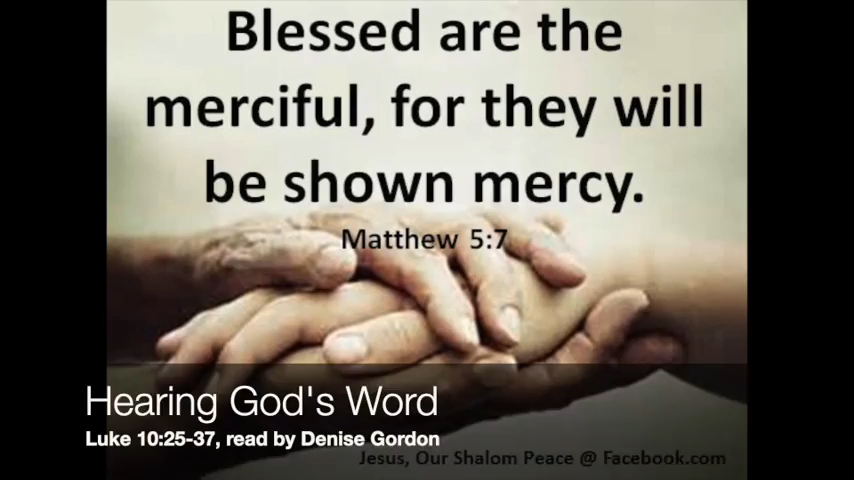 Blessed are the
merciful, for they will
be shown mercy.
Matthew 5:7
Hearing God's Word
Luke 10:25-37, read by Denise Gordon
Jesus, Our Shalom Peace @ Facebook.com